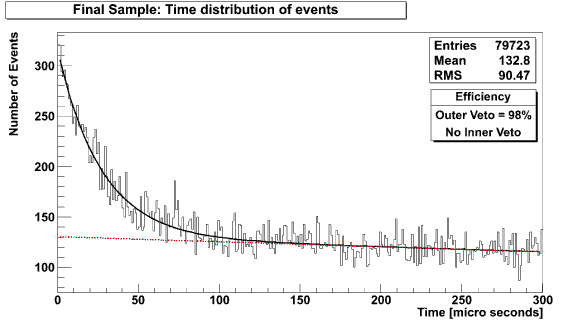 Final Sample: Time distribution of events
Number of Events
Entries 79723
Mean 132.8
RMS 90.47
Efficiency
Outer Veto = 98%
No Inner Veto
300
250
200
150
100
0 50 100 150 200 250 300
Time [micro seconds]